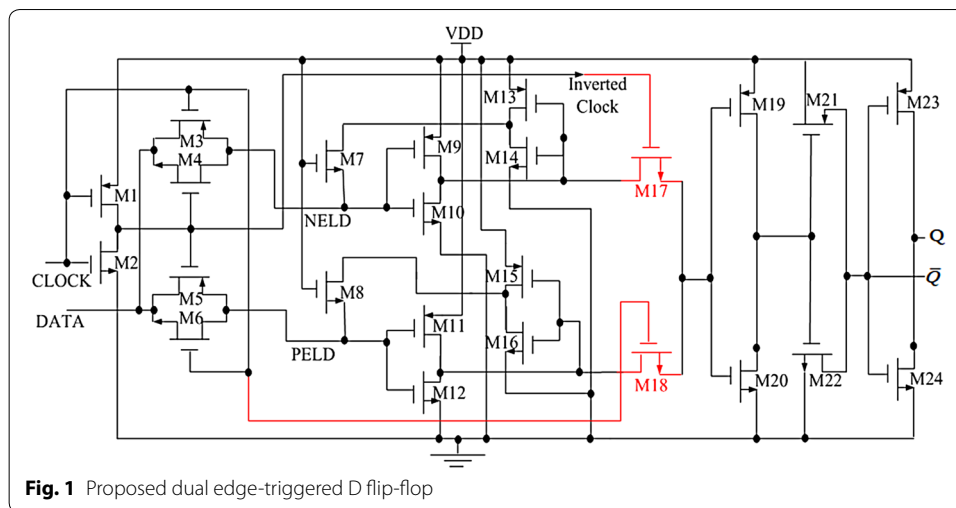 VDD
Inverted
Clock
M13
M19
M21
M23
M3
M4
M7
M9
M14
M1
M17
NELD
M10
M2
Q
CLOCK
M15
Q̅
M5
M8
DATA
M6
M11
M16
PELD
M18
M12
M20
M22
M24
Fig. 1 Proposed dual edge-triggered D flip-flop